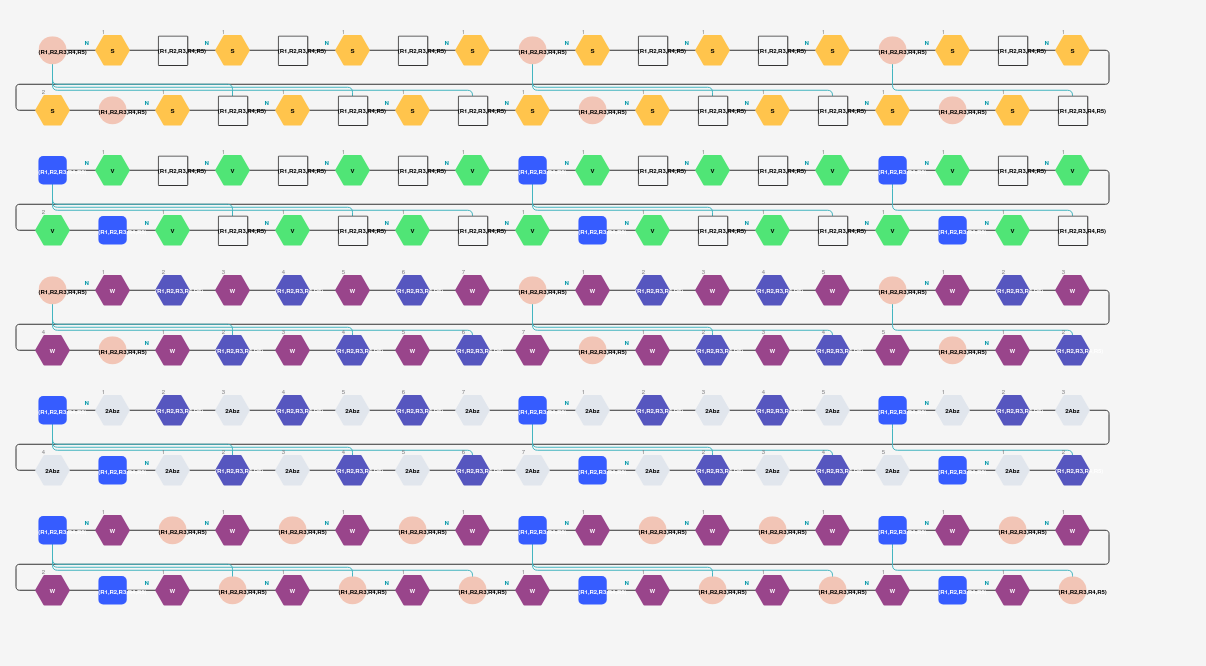 1 1 1 1 1 1 1 1 1
N N N N N N N N N
(R1,R2,R3,R4,R5) S (R1,R2,R3,R4,R5) S (R1,R2,R3,R4,R5) S (R1,R2,R3,R4,R5) S (R1,R2,R3,R4,R5) S (R1,R2,R3,R4,R5) S (R1,R2,R3,R4,R5) S (R1,R2,R3,R4,R5) S (R1,R2,R3,R4,R5) S
2 1 1 1 1 1 1 1 1
N N N N N N
S (R1,R2,R3,R4,R5) S (R1,R2,R3,R4,R5) S (R1,R2,R3,R4,R5) S (R1,R2,R3,R4,R5) S (R1,R2,R3,R4,R5) S (R1,R2,R3,R4,R5) S (R1,R2,R3,R4,R5) S (R1,R2,R3,R4,R5) S (R1,R2,R3,R4,R5)
1 1 1 1 1 1 1 1 1
N N N N N N N N N
(R1,R2,R3 V (R1,R2,R3,R4,R5) V (R1,R2,R3,R4,R5) V (R1,R2,R3,R4,R5) V (R1,R2,R3 V (R1,R2,R3,R4,R5) V (R1,R2,R3,R4,R5) V (R1,R2,R3 V (R1,R2,R3,R4,R5) V
2 1 1 1 1 1 1 1 1
N N N N N N
V (R1,R2,R3 V (R1,R2,R3,R4,R5) V (R1,R2,R3,R4,R5) V (R1,R2,R3,R4,R5) V (R1,R2,R3 V (R1,R2,R3,R4,R5) V (R1,R2,R3,R4,R5) V (R1,R2,R3 V (R1,R2,R3,R4,R5)
1 2 3 4 5 6 7 1 2 3 4 5 1 2 3
N N N
(R1,R2,R3,R4,R5) W (R1,R2,R3,R W (R1,R2,R3,R W (R1,R2,R3,R W (R1,R2,R3,R4,R5) W (R1,R2,R3,R W (R1,R2,R3,R W (R1,R2,R3,R4,R5) W (R1,R2,R3,R W
4 1 2 3 4 5 6 7 1 2 3 4 5 1 2
N N N
W (R1,R2,R3,R4,R5) W (R1,R2,R3,R W (R1,R2,R3,R W (R1,R2,R3,R W (R1,R2,R3,R4,R5) W (R1,R2,R3,R W (R1,R2,R3,R W (R1,R2,R3,R4,R5) W (R1,R2,R3,R
1 2 3 4 5 6 7 1 2 3 4 5 1 2 3
N N N
(R1,R2,R3 2Abz (R1,R2,R3,R 2Abz (R1,R2,R3,R 2Abz (R1,R2,R3,R 2Abz (R1,R2,R3 2Abz (R1,R2,R3,R 2Abz (R1,R2,R3,R 2Abz (R1,R2,R3 2Abz (R1,R2,R3,R 2Abz
4 1 2 3 4 5 6 7 1 2 3 4 5 1 2
N N N
2Abz (R1,R2,R3 2Abz (R1,R2,R3,R 2Abz (R1,R2,R3,R 2Abz (R1,R2,R3,R 2Abz (R1,R2,R3 2Abz (R1,R2,R3,R 2Abz (R1,R2,R3,R 2Abz (R1,R2,R3 2Abz (R1,R2,R3,R
1 1 1 1 1 1 1 1 1
N N N N N N N N N
(R1,R2,R3 W (R1,R2,R3,R4,R5) W (R1,R2,R3,R4,R5) W (R1,R2,R3,R4,R5) W (R1,R2,R3 W (R1,R2,R3,R4,R5) W (R1,R2,R3,R4,R5) W (R1,R2,R3 W (R1,R2,R3,R4,R5) W
2 1 1 1 1 1 1 1 1
N N N N N N
W (R1,R2,R3 W (R1,R2,R3,R4,R5) W (R1,R2,R3,R4,R5) W (R1,R2,R3,R4,R5) W (R1,R2,R3 W (R1,R2,R3,R4,R5) W (R1,R2,R3,R4,R5) W (R1,R2,R3 W (R1,R2,R3,R4,R5)